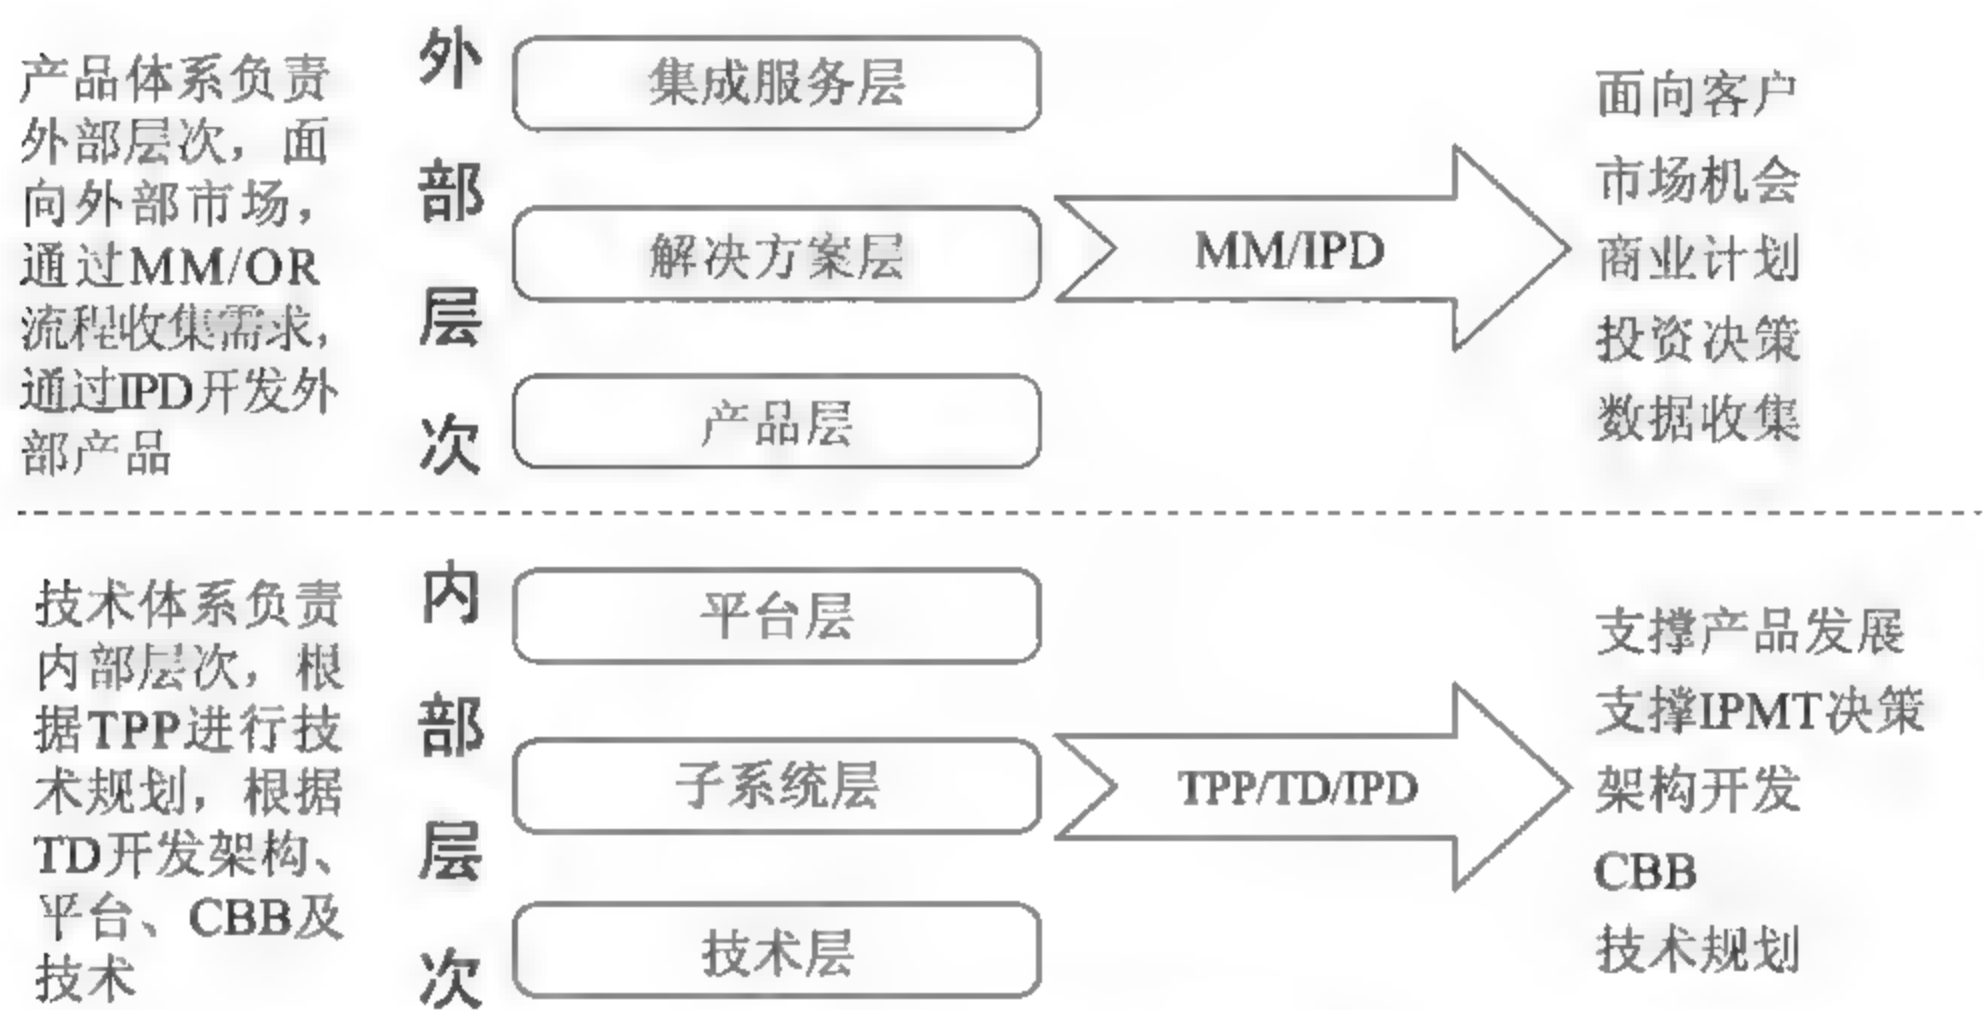 产品体系负责
外部层次，面
向外部市场，
通过MM/OR
流程收集需求，
通过IPD开发外
部产品
外部层次
集成服务层
解决方案层
产品层
MM/IPD
面向客户
市场机会
商业计划
投资决策
数据收集
技术体系负责
内部层次，根
据TPP进行技
术规划，根据
TD开发架构、
平台、CBB及
技术
内部层次
平台层
子系统层
技术层
TPP/TD/IPD
支撑产品发展
支撑IPMT决策
架构开发
CBB
技术规划